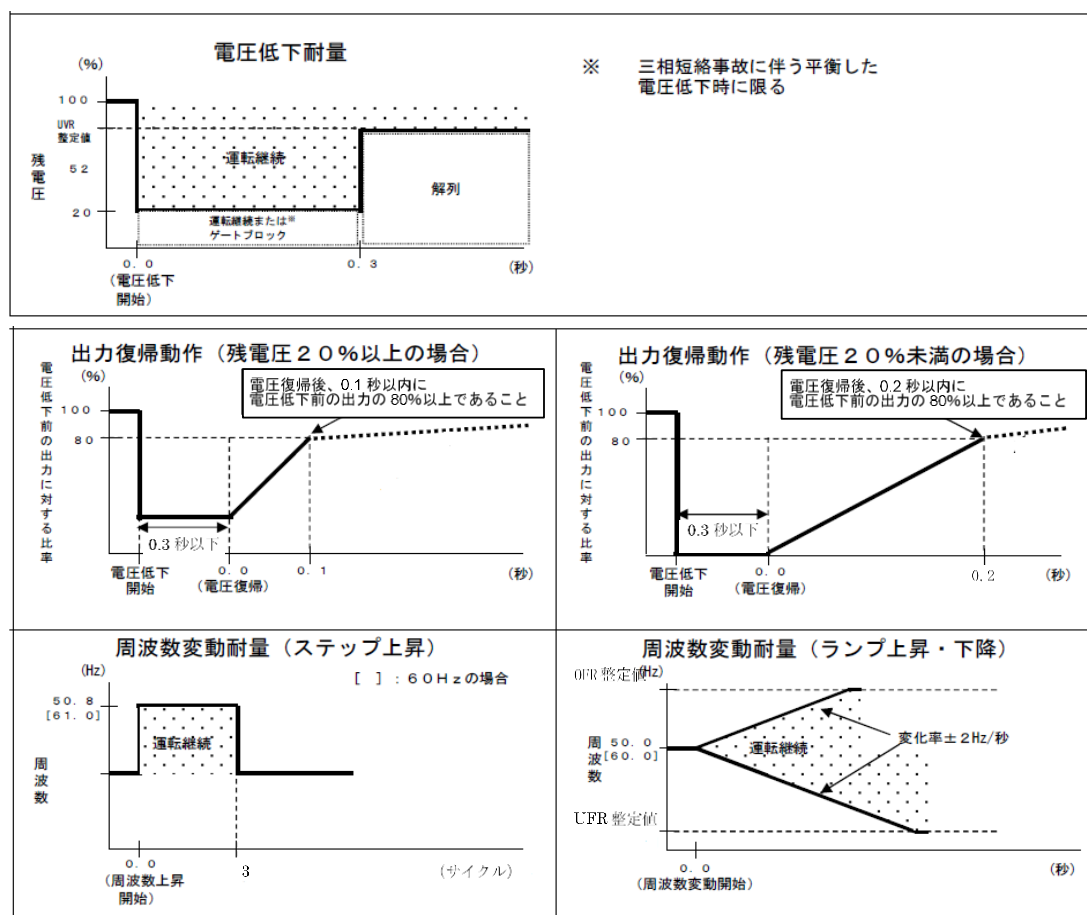 電圧低下耐量
(%)
100
UVR
整定値
52
20
残電圧
運転継続
運転継続または※
ゲートブロック
解列
0.0
(電圧低下
開始)
0.3
(秒)
※ 三相短絡事故に伴う平衡した
電圧低下時に限る
出力復帰動作（残電圧２０%以上の場合）
電圧低下前の出力に対する比率
(%)
100
80
電圧復帰後、0.1 秒以内に
電圧低下前の出力の 80%以上であること
0.3 秒以下
電圧低下
開始
0.0
(電圧復帰)
0.1
(秒)
出力復帰動作（残電圧２０%未満の場合）
電圧低下前の出力に対する比率
(%)
100
80
電圧復帰後、0.2 秒以内に
電圧低下前の出力の 80%以上であること
0.3 秒以下
電圧低下
開始
0.0
(電圧復帰)
0.2
(秒)
周波数変動耐量（ステップ上昇）
(Hz)
[ ]：６０Ｈｚの場合
50.8
[61.0]
周波数
運転継続
0.0
(周波数上昇
開始)
3
(サイクル)
周波数変動耐量（ランプ上昇・下降）
OFR 整定値
(Hz)
周波数
50.0
[60.0]
運転継続
変化率±２Hz/秒
UFR 整定値
0.0
(周波数変動開始)
(秒)